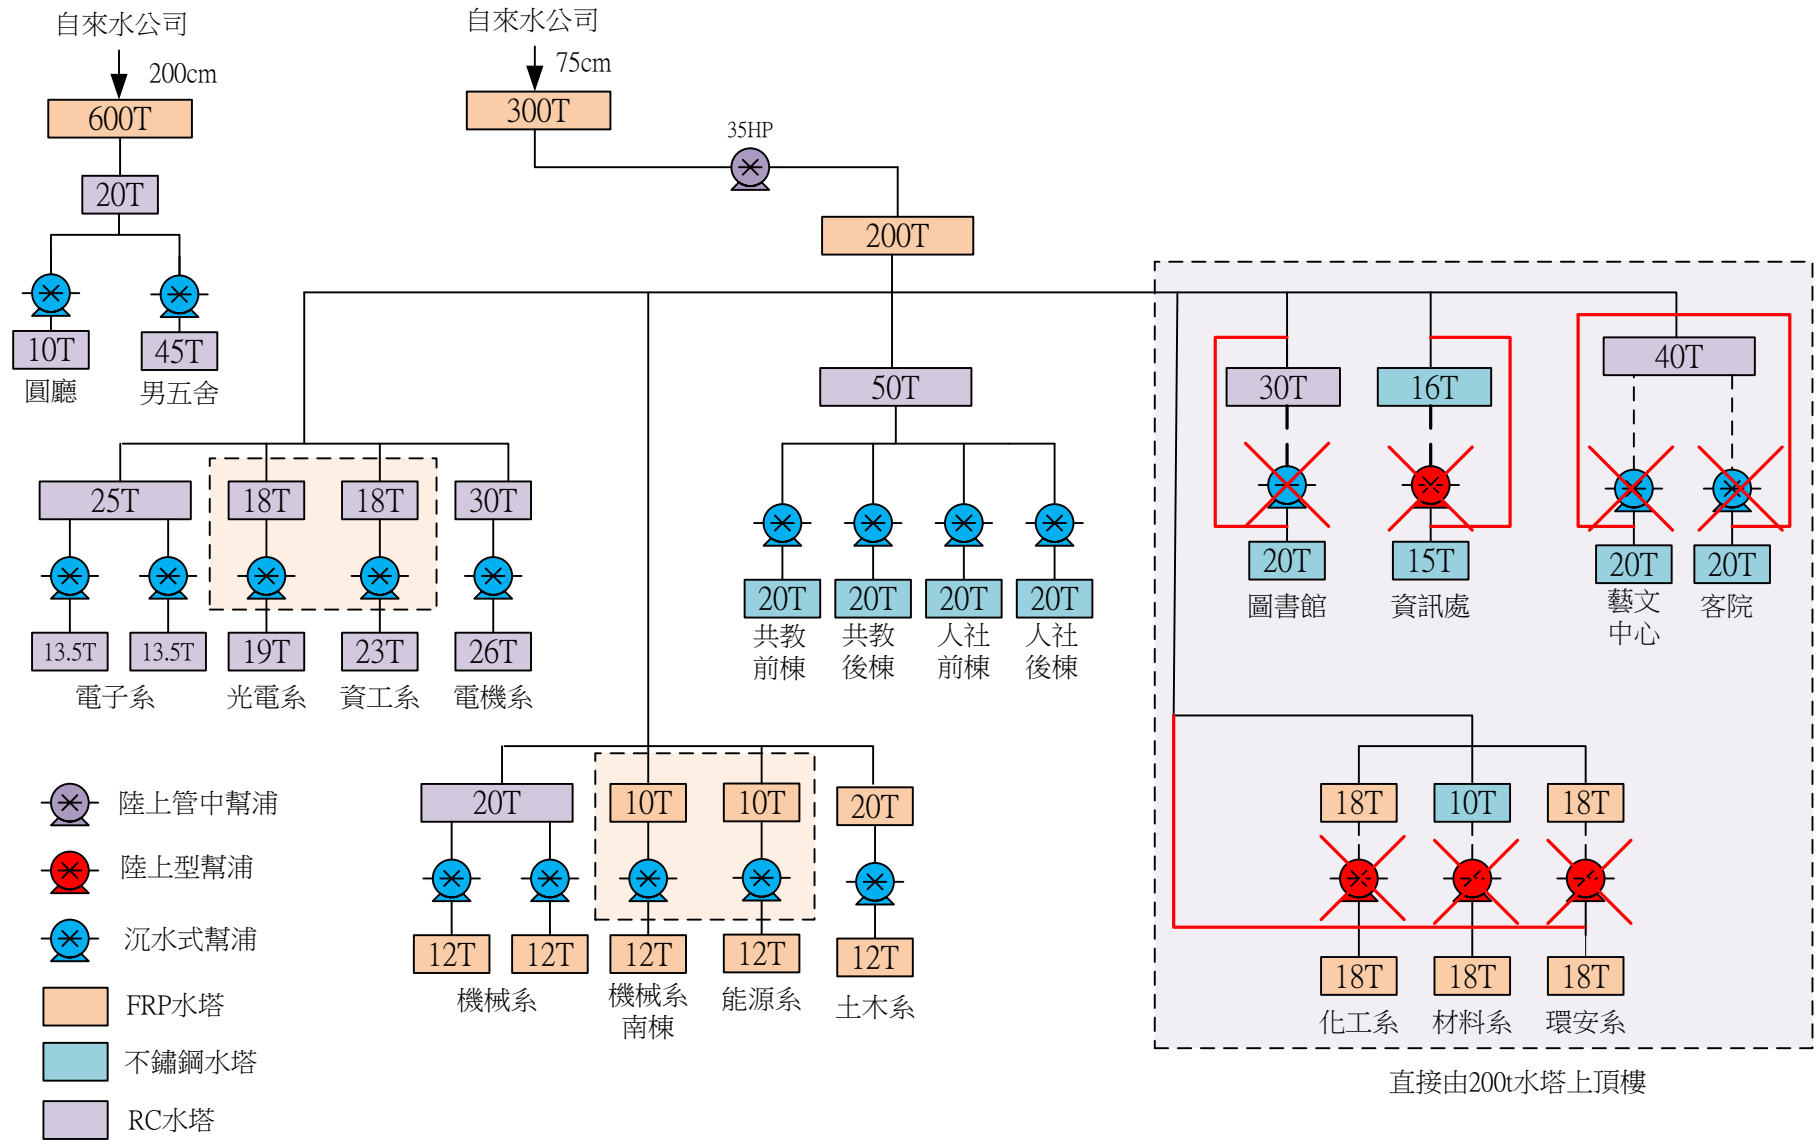 自來水公司
200cm
600T
20T
10T
圓廳
45T
男五舍
自來水公司
75cm
300T
35HP
200T
25T
18T
18T
30T
13.5T
13.5T
19T
23T
26T
電子系
光電系
資工系
電機系
50T
20T
20T
20T
20T
共教
前棟
共教
後棟
人社
前棟
人社
後棟
30T
16T
40T
20T
15T
20T
20T
圖書館
資訊處
藝文
中心
客院
20T
10T
10T
20T
12T
12T
12T
12T
12T
機械系
機械系
南棟
能源系
土木系
18T
10T
18T
18T
18T
18T
化工系
材料系
環安系
直接由200t水塔上頂樓
陸上管中幫浦
陸上型幫浦
沉水式幫浦
FRP水塔
不鏽鋼水塔
RC水塔